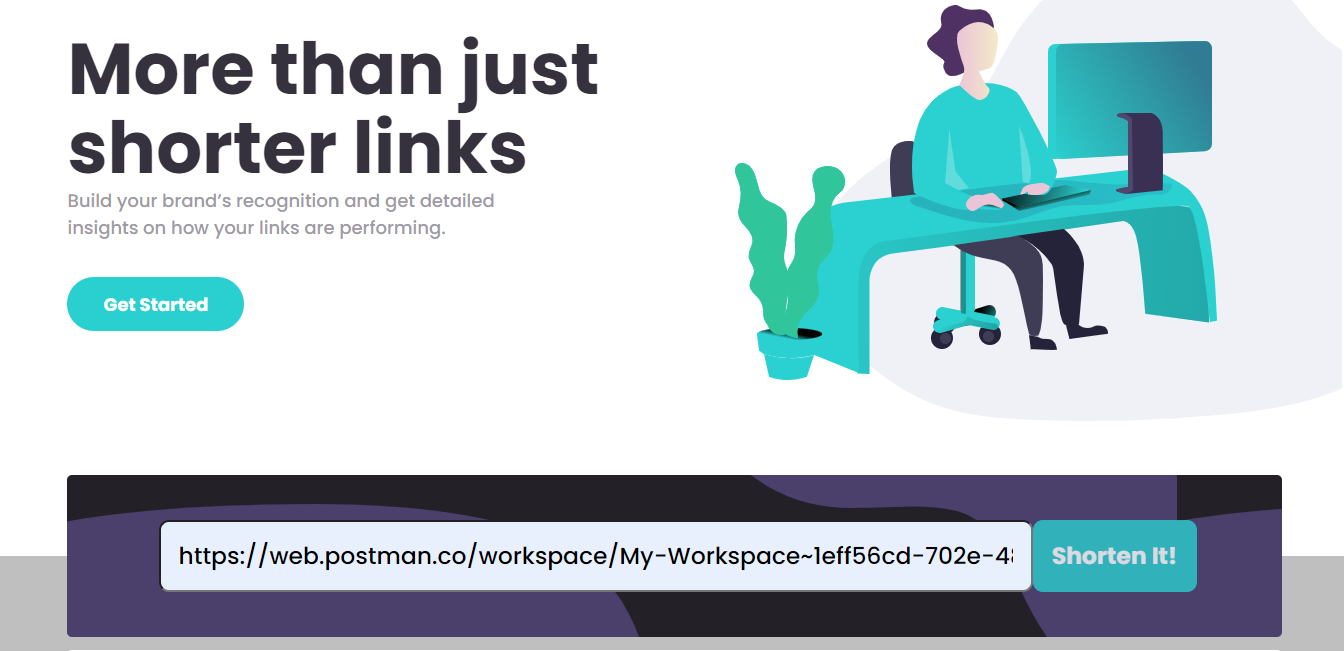 More than just
shorter links
Build your brand’s recognition and get detailed
insights on how your links are performing.
Get Started
https://web.postman.co/workspace/My-Workspace~1eff56cd-702e-4
Shorten It!